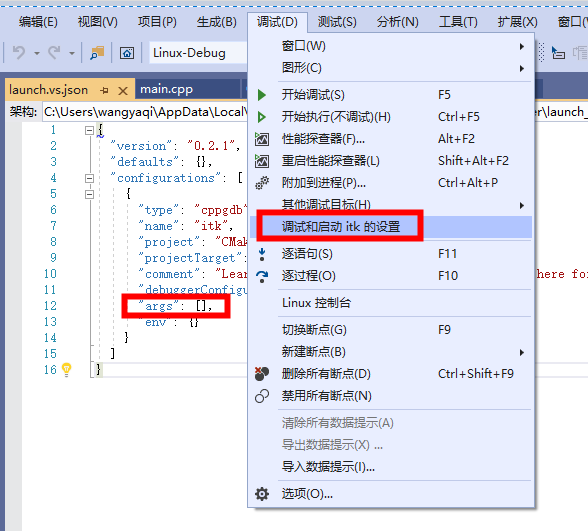 编辑(E) 视图(V) 项目(P) 生成(B) 调试(D) 测试(S) 分析(N) 工具(T) 扩展(X) 窗
Linux-Debug
launch.vs.json main.cpp
架构: C:\Users\wangyaqi\AppData\Local\ er\launch_
1 {
2 "version": "0.2.1",
3 "defaults": {},
4 "configurations": [
5 {
6 "type": "cppgdb"
7 "name": "itk",
8 "project": "CMak
9 "projectTarget":
10 "comment": "Lear here for
11 "debuggerConfigu
12 "args": [],
13 "env": {}
14 }
15 ]
16 }
窗口(W)
图形(C)
开始调试(S) F5
开始执行(不调试)(H) Ctrl+F5
性能探查器(F)... Alt+F2
重启性能探查器(L) Shift+Alt+F2
附加到进程(P)... Ctrl+Alt+P
其他调试目标(H)
调试和启动 itk 的设置
逐语句(S) F11
逐过程(O) F10
Linux 控制台
切换断点(G) F9
新建断点(B)
删除所有断点(D) Ctrl+Shift+F9
禁用所有断点(N)
清除所有数据提示(A)
导出数据提示(X) ...
导入数据提示(I)...
选项(O)...